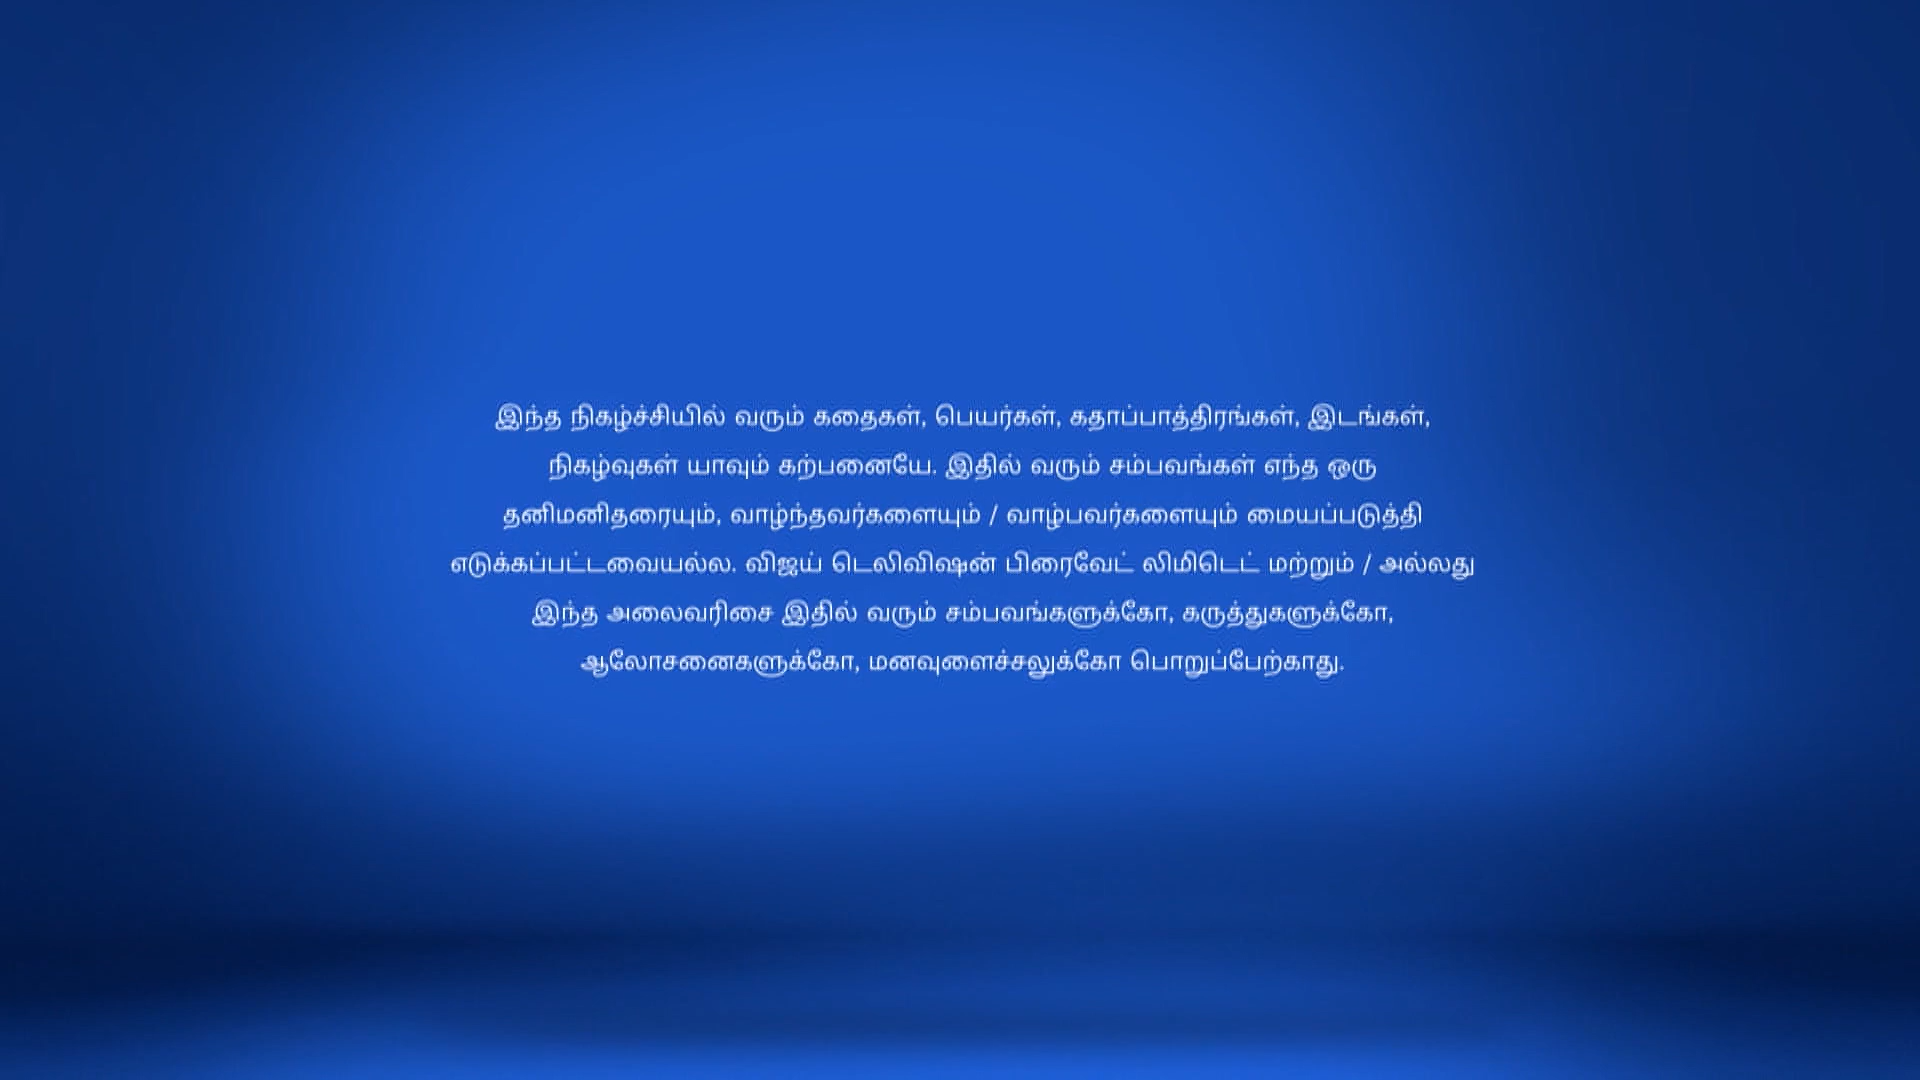 இந்த நிகழ்ச்சியில் வரும் கதைகள், பெயர்கள், கதாப்பாத்திரங்கள், இடங்கள்,
நிகழ்வுகள் யாவும் கற்பனையே. இதில் வரும் சம்பவங்கள் எந்த ஒரு
தனிமனிதரையும், வாழ்ந்தவர்களையும் / வாழ்பவர்களையும் மையப்படுத்தி
எடுக்கப்பட்டவையல்ல. விஜய் டெலிவிஷன் பிரைவேட் லிமிடெட் மற்றும் / அல்லது
இந்த அலைவரிசை இதில் வரும் சம்பவங்களுக்கோ, கருத்துகளுக்கோ,
ஆலோசனைகளுக்கோ, மனவுளைச்சலுக்கோ பொறுப்பேற்காது.